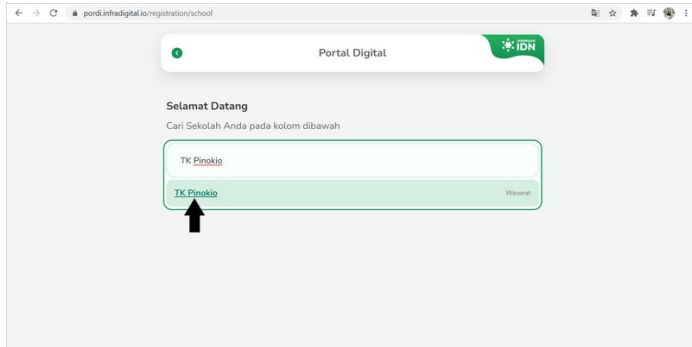 pordi.infradigital.io/registration/school
Portal Digital
JARINGAN
IDN
Selamat Datang
Cari Sekolah Anda pada kolom dibawah
TK Pinokio
TK Pinokio Waserat